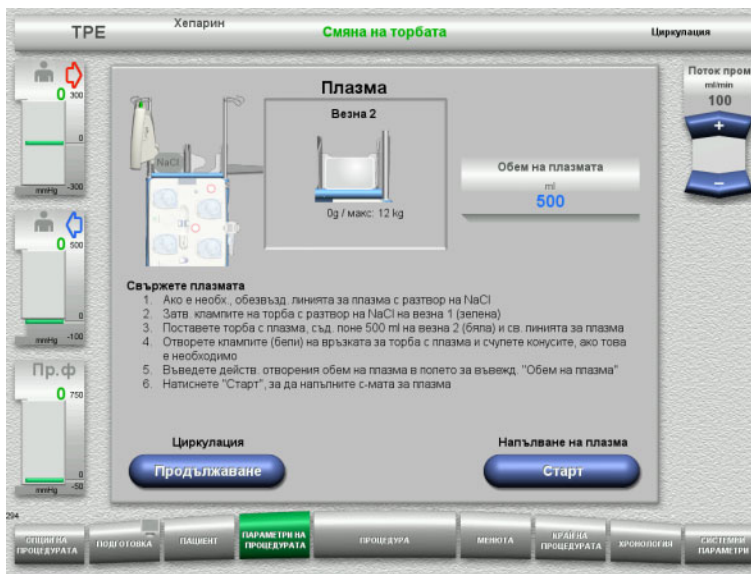 TPE
Хепарин
Смяна на торбата
Циркулация
0
300
0
mmHg
-300
0
500
0
mmHg
-100
Пр.ф
0
750
0
mmHg
-50
Плазма
NaCl
Везна 2
0g / макс: 12 kg
Обем на плазмата
ml
500
Поток пром
ml/min
100
+
−
Свържете плазмата
1. Ако е необх., обезвъзд. линията за плазма с разтвор на NaCl
2. Затв. клампите на торба с разтвор на NaCl на везна 1 (зелена)
3. Поставете торба с плазма, съд. поне 500 ml на везна 2 (бяла) и св. линията за плазма
4. Отворете клампите (бели) на връзката за торба с плазма и счупете конусите, ако това
е необходимо
5. Въведете действ. отворения обем на плазма в полето за въвежд. "Обем на плазма"
6. Натиснете "Старт", за да напълните с-мата за плазма
Циркулация
Продължаване
Напълване на плазма
Старт
294
ОПЦИИ НА
ПРОЦЕДУРАТА
ПОДГОТОВКА
ПАЦИЕНТ
ПАРАМЕТРИ НА
ПРОЦЕДУРАТА
ПРОЦЕДУРА
МЕНЮТА
КРАЙ НА
ПРОЦЕДУРАТА
ХРОНОЛОГИЯ
СИСТЕМНИ
ПАРАМЕТРИ